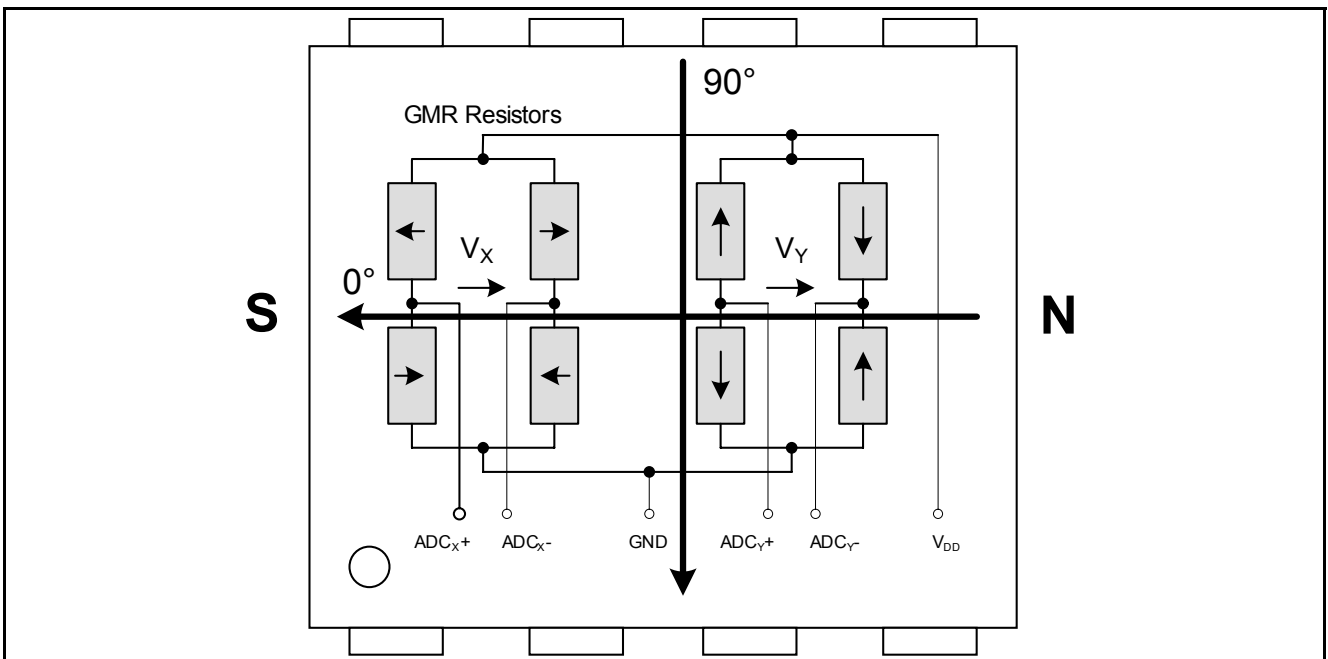 90°
GMR Resistors
V_X
V_Y
0°
S
N
ADC_X+
ADC_X-
GND
ADC_Y+
ADC_Y-
V_DD